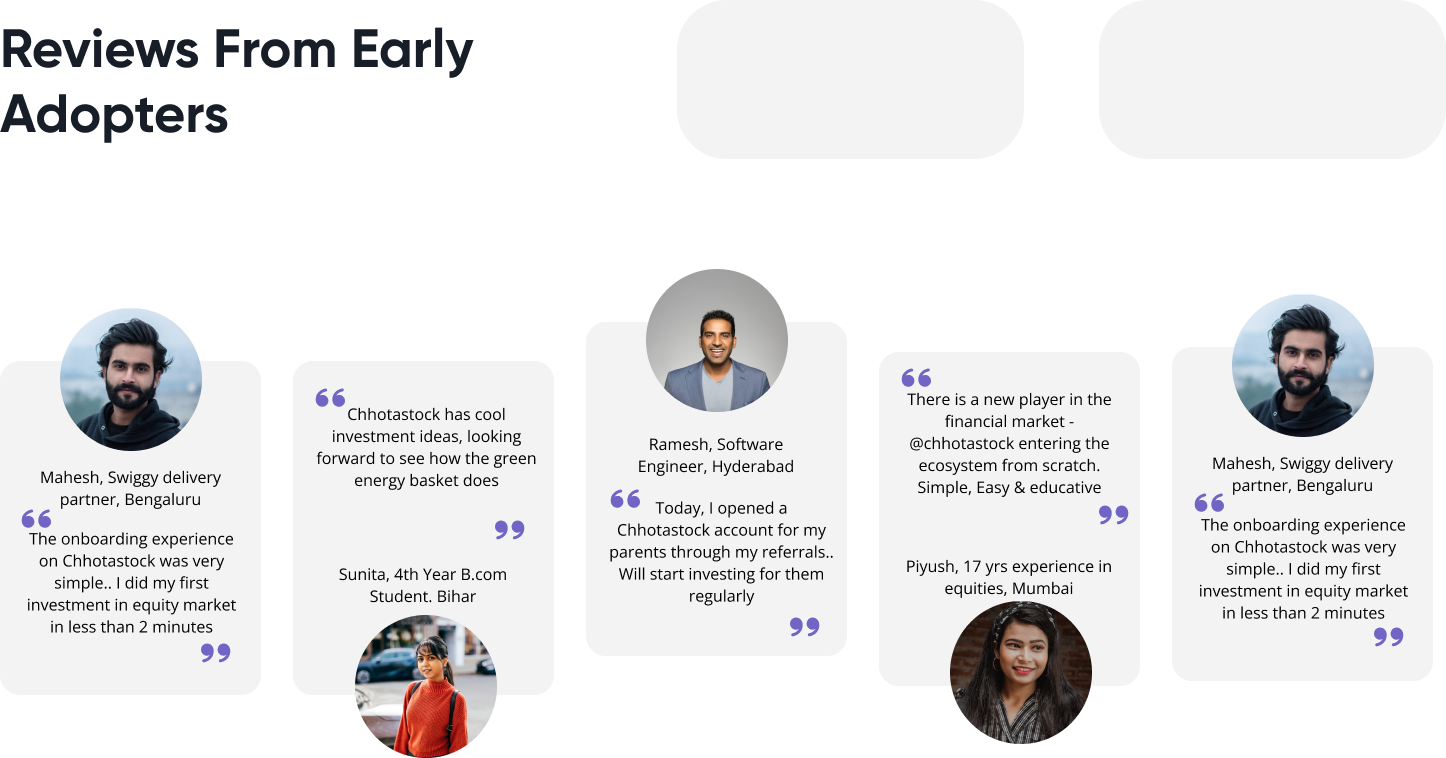 Reviews From Early
Adopters
Mahesh, Swiggy delivery
partner, Bengaluru
The onboarding experience
on Chhotastock was very
simple.. I did my first
investment in equity market
in less than 2 minutes
Chhotastock has cool
investment ideas, looking
forward to see how the green
energy basket does
Sunita, 4th Year B.com
Student. Bihar
Ramesh, Software
Engineer, Hyderabad
Today, I opened a
Chhotastock account for my
parents through my referrals..
Will start investing for them
regularly
There is a new player in the
financial market -
@chhotastock entering the
ecosystem from scratch.
Simple, Easy & educative
Piyush, 17 yrs experience in
equities, Mumbai
Mahesh, Swiggy delivery
partner, Bengaluru
The onboarding experience
on Chhotastock was very
simple.. I did my first
investment in equity market
in less than 2 minutes